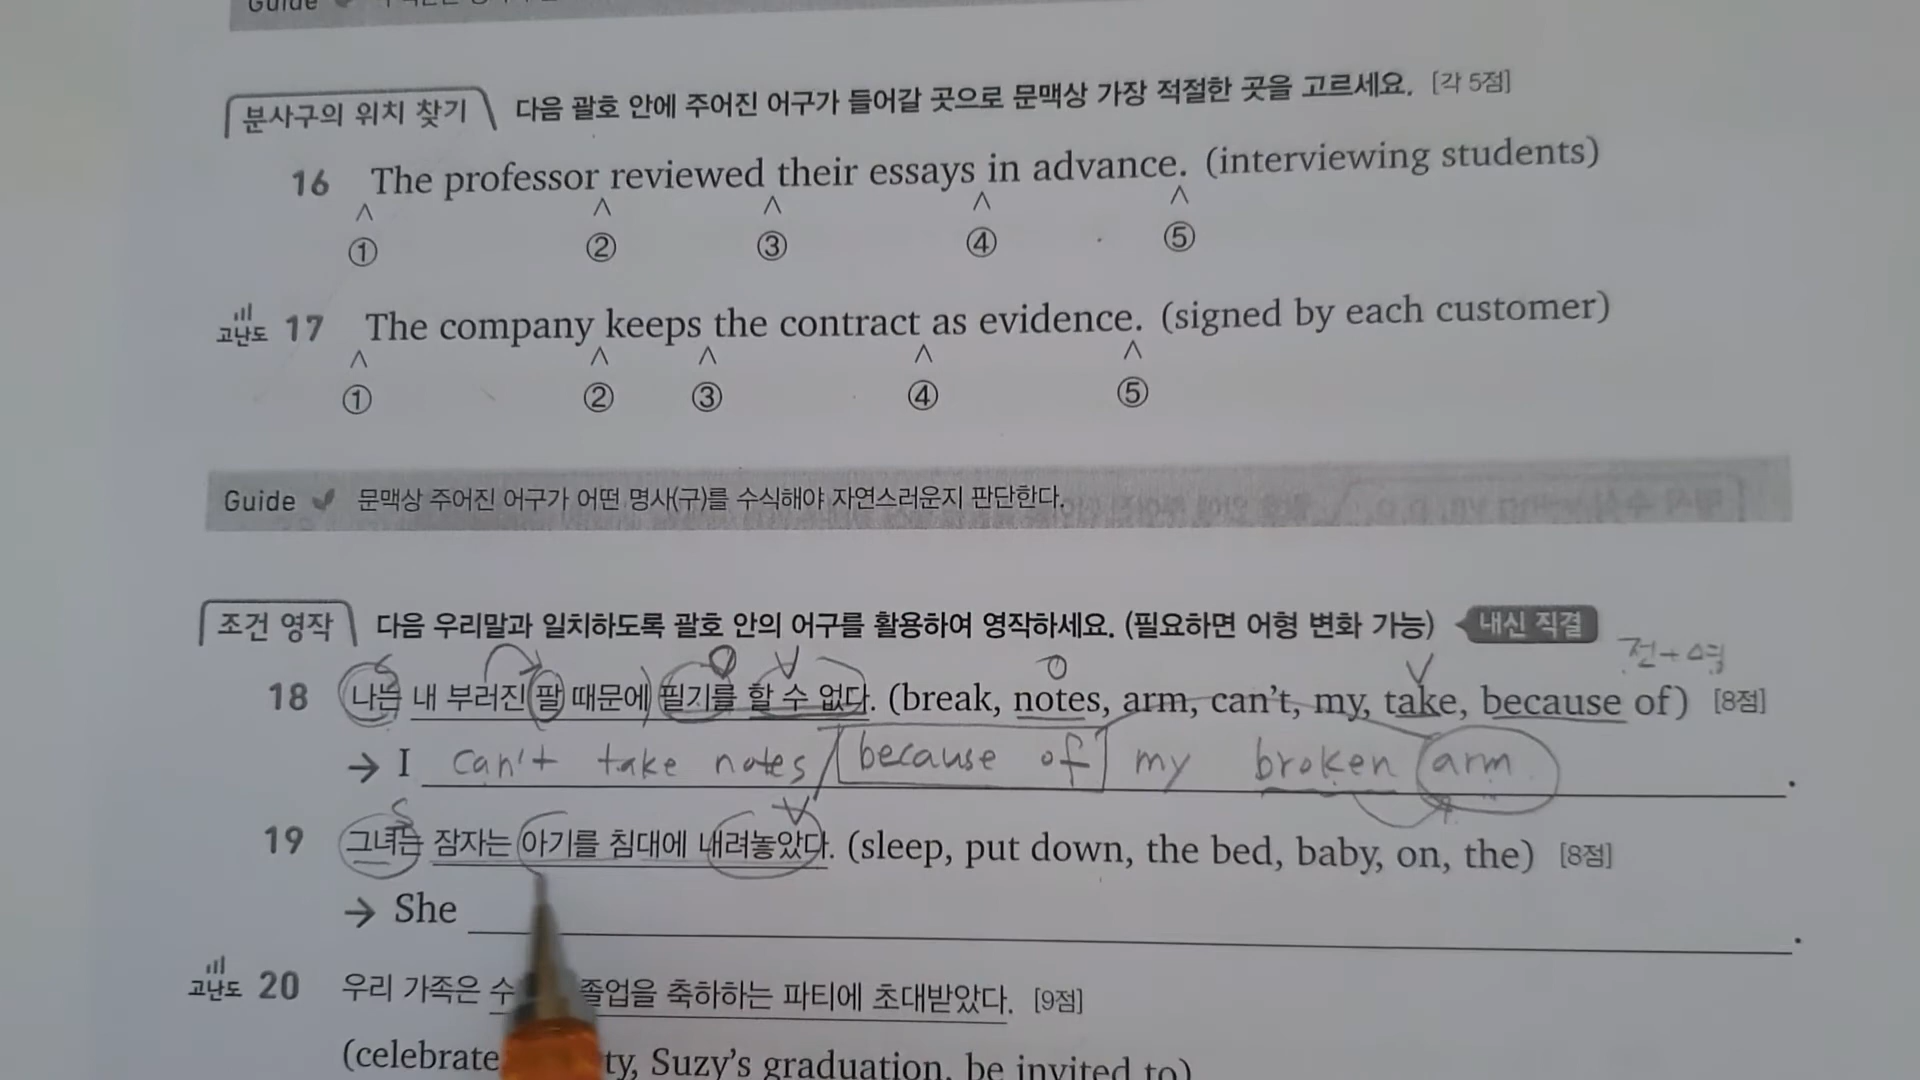 Guide
분사구의 위치 찾기 다음 괄호 안에 주어진 어구가 들어갈 곳으로 문맥상 가장 적절한 곳을 고르세요. [각 5점]
16 The professor reviewed their essays in advance. (interviewing students)
^ ^ ^ ^ ^
① ② ③ ④ ⑤
고난도 17 The company keeps the contract as evidence. (signed by each customer)
^ ^ ^ ^ ^
① ② ③ ④ ⑤
Guide 문맥상 주어진 어구가 어떤 명사(구)를 수식해야 자연스러운지 판단한다.
조건 영작 다음 우리말과 일치하도록 괄호 안의 어구를 활용하여 영작하세요. (필요하면 어형 변화 가능) 내신 직결
S O V O V 전+명
18 나는 내 부러진 팔 때문에 필기를 할 수 없다. (break, notes, arm, can't, my, take, because of) [8점]
→ I can't take notes / because of my broken arm .
S V
19 그녀는 잠자는 아기를 침대에 내려놓았다. (sleep, put down, the bed, baby, on, the) [8점]
→ She .
고난도 20 우리 가족은 졸업을 축하하는 파티에 초대받았다. [9점]
(celebrate Suzy's graduation, be invited to)